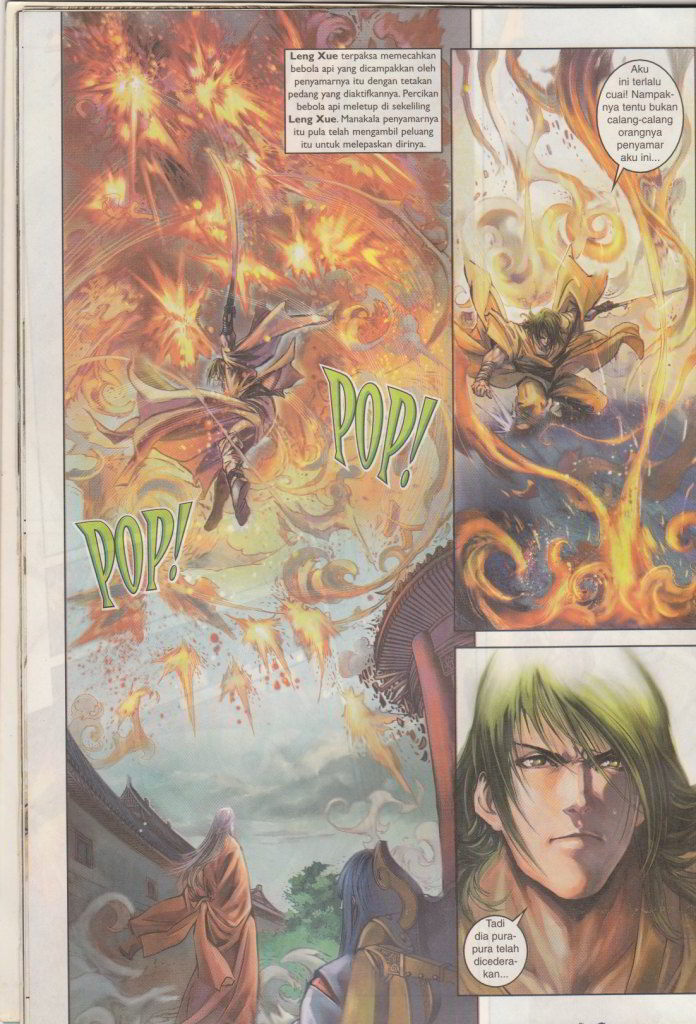 Leng Xue terpaksa memecahkan
bebola api yang dicampakkan oleh
penyamarnya itu dengan tetakan
pedang yang diaktifkannya. Percikan
bebola api meletup di sekeliling
Leng Xue. Manakala penyamarnya
itu pula telah mengambil peluang
itu untuk melepaskan dirinya.
Aku
ini terlalu
cuai! Nampak-
nya tentu bukan
calang-calang
orangnya
penyamar
aku ini...
POP!
POP!
Tadi
dia pura-
pura telah
dicedera-
kan...